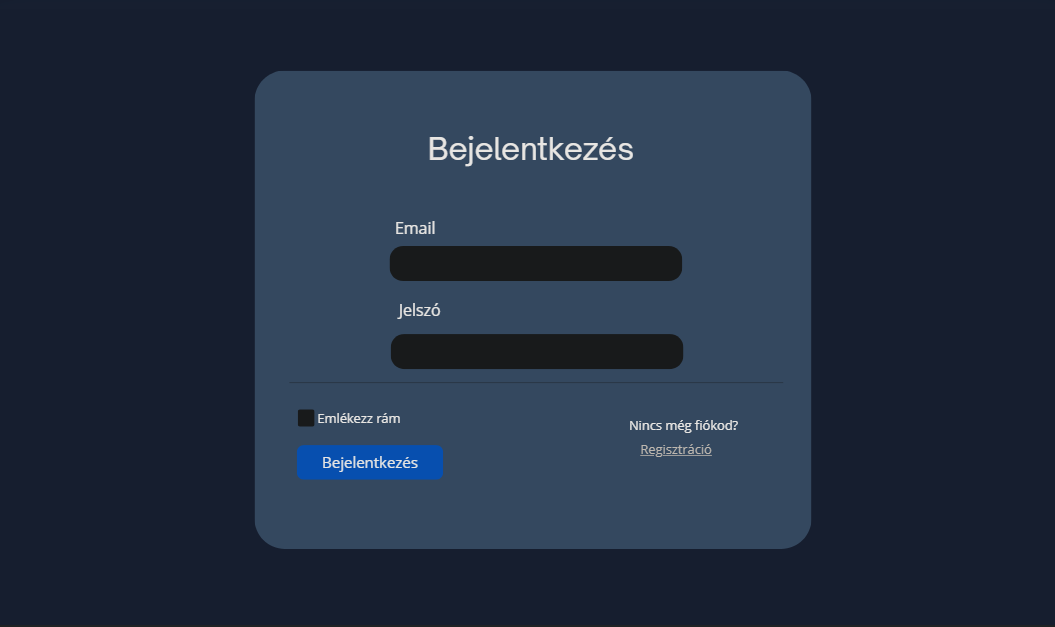 Bejelentkezés
Email
Jelszó
Emlékezz rám
Bejelentkezés
Nincs még fiókod?
Regisztráció